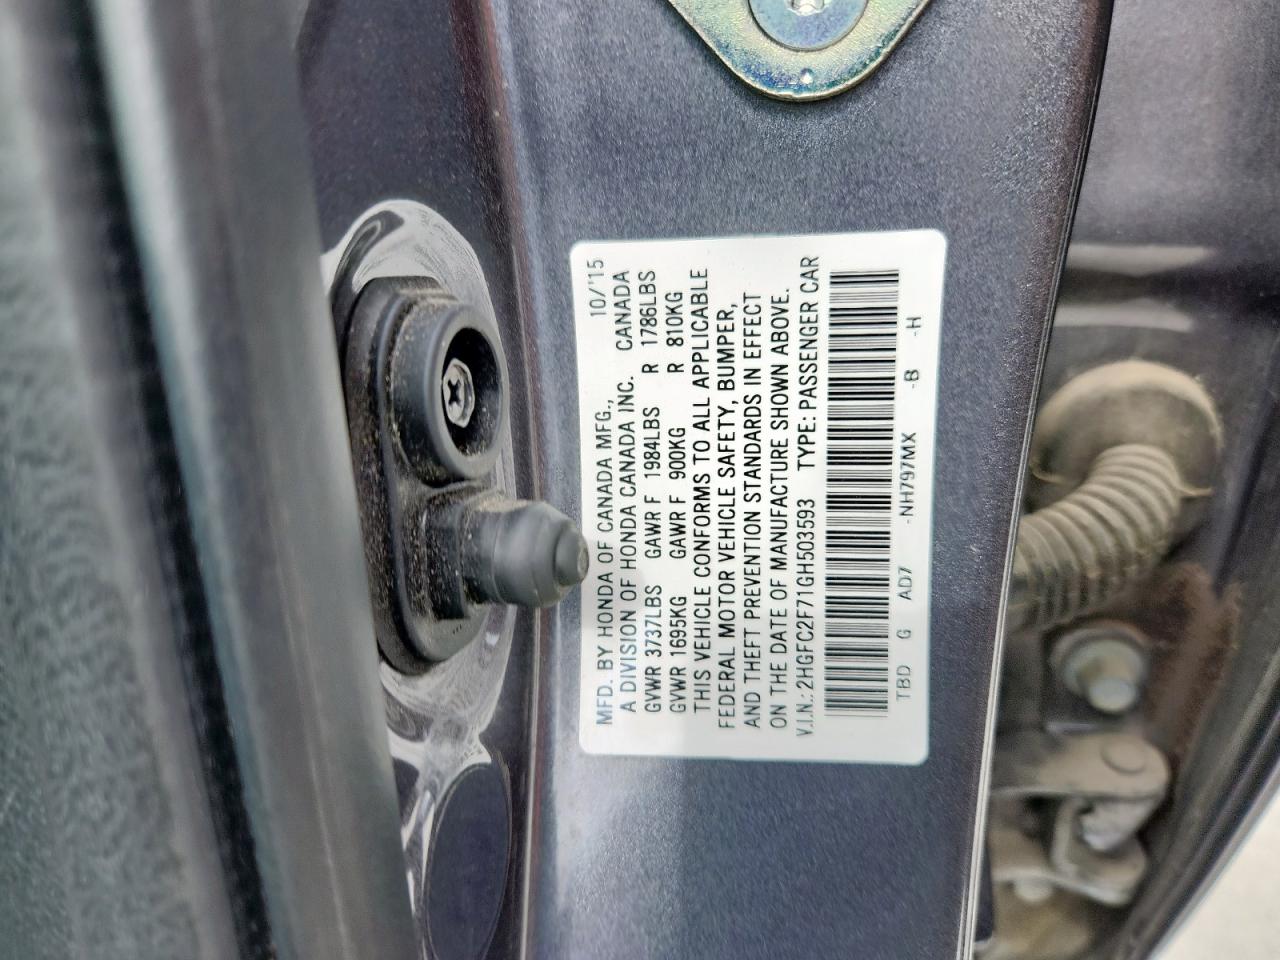 MFD. BY HONDA OF CANADA MFG., 10/'15
A DIVISION OF HONDA CANADA INC. CANADA
GVWR 3737LBS GAWR F 1984LBS R 1786LBS
GVWR 1695KG GAWR F 900KG R 810KG
THIS VEHICLE CONFORMS TO ALL APPLICABLE
FEDERAL MOTOR VEHICLE SAFETY, BUMPER,
AND THEFT PREVENTION STANDARDS IN EFFECT
ON THE DATE OF MANUFACTURE SHOWN ABOVE.
V.I.N.: 2HGFC2F71GH503593 TYPE: PASSENGER CAR
TBD G AD7 -NH797MX -B -H